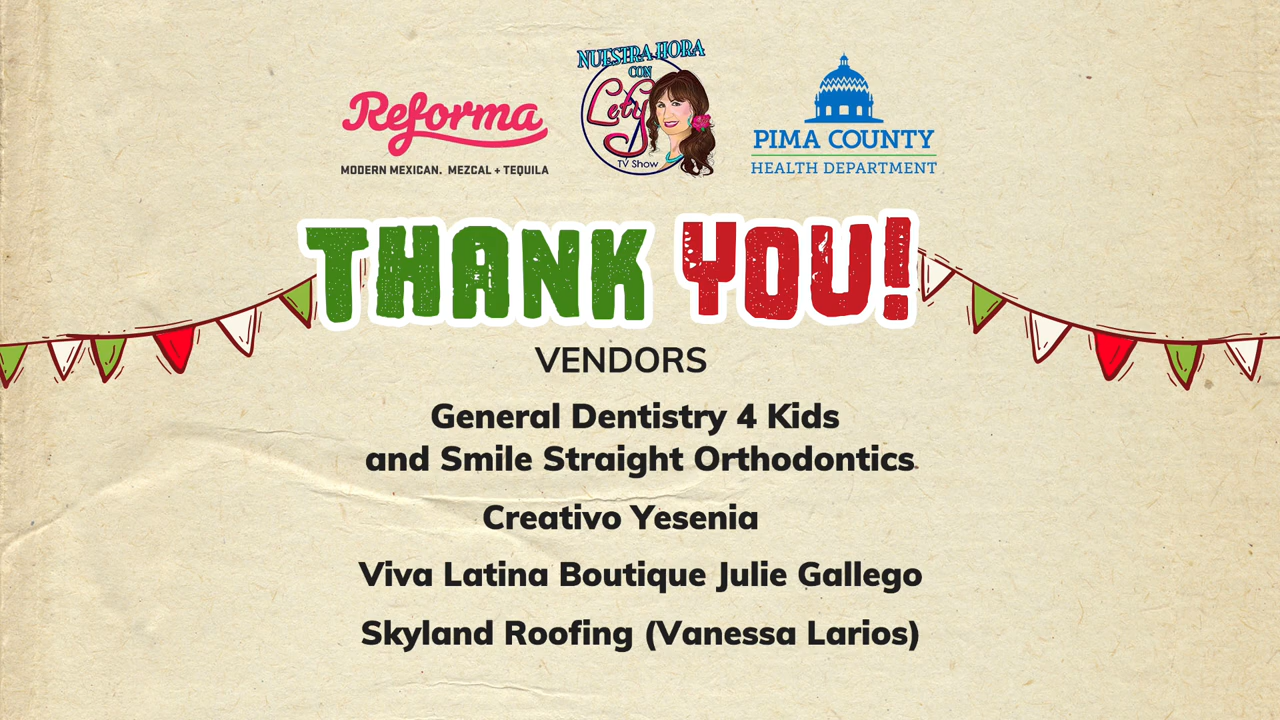 Reforma
MODERN MEXICAN. MEZCAL + TEQUILA
NUESTRA HORA
CON
Lety
TV Show
PIMA COUNTY
HEALTH DEPARTMENT
THANK YOU!
VENDORS
General Dentistry 4 Kids
and Smile Straight Orthodontics
Creativo Yesenia
Viva Latina Boutique Julie Gallego
Skyland Roofing (Vanessa Larios)